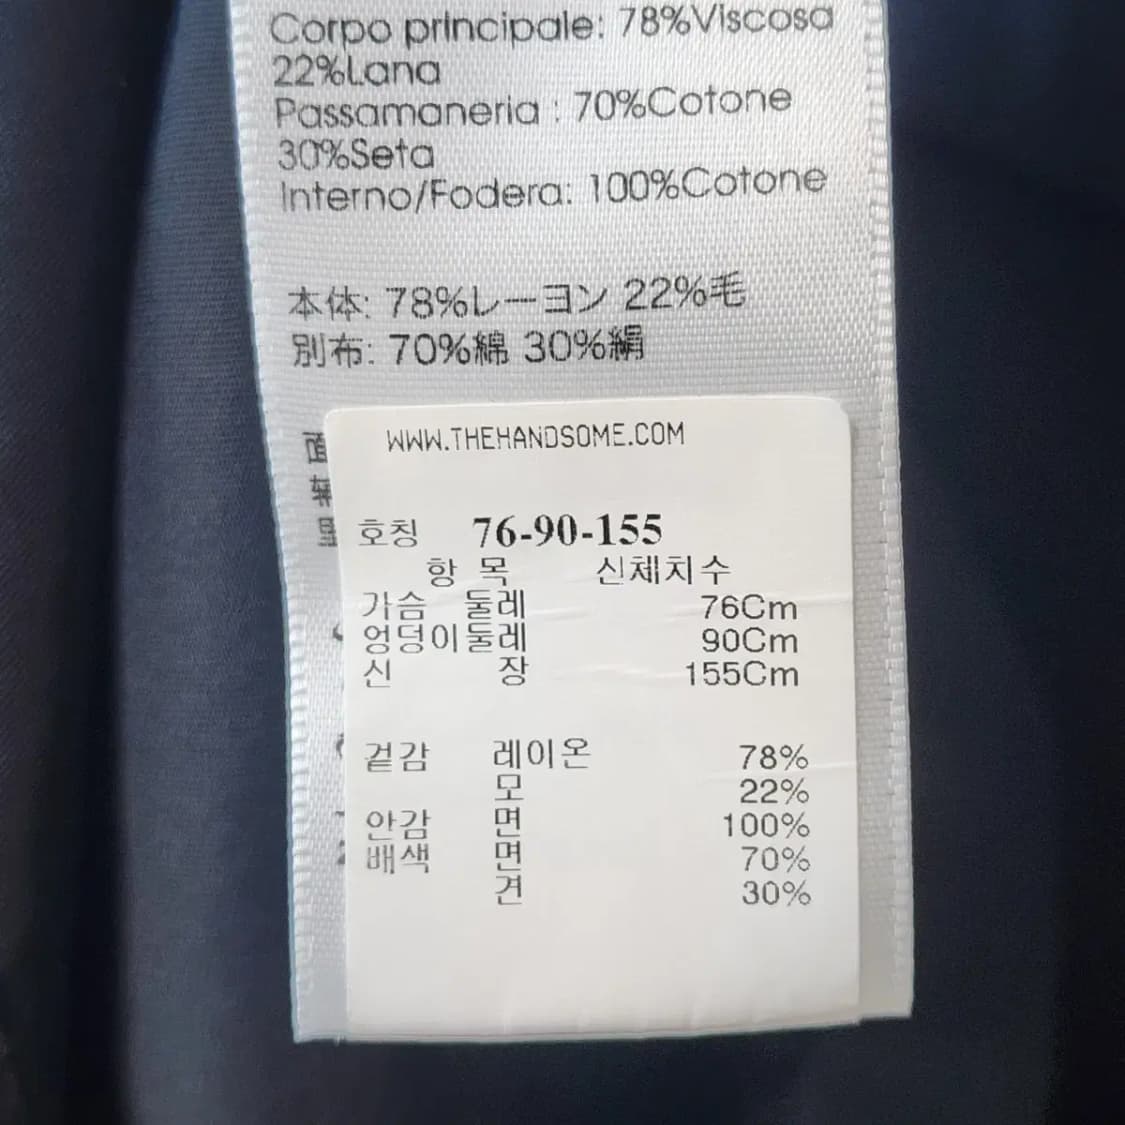 Corpo principale: 78%Viscosa
22%Lana
Passamaneria : 70%Cotone
30%Seta
Interno/Fodera: 100%Cotone
本体: 78%レーヨン 22%毛
別布: 70%綿 30%絹
面
里
WWW.THEHANDSOME.COM
호칭 76-90-155
항 목 신체치수
가슴 둘레 76Cm
엉덩이둘레 90Cm
신 장 155Cm
겉감 레이온 78%
모 22%
안감 면 100%
배색 면 70%
견 30%